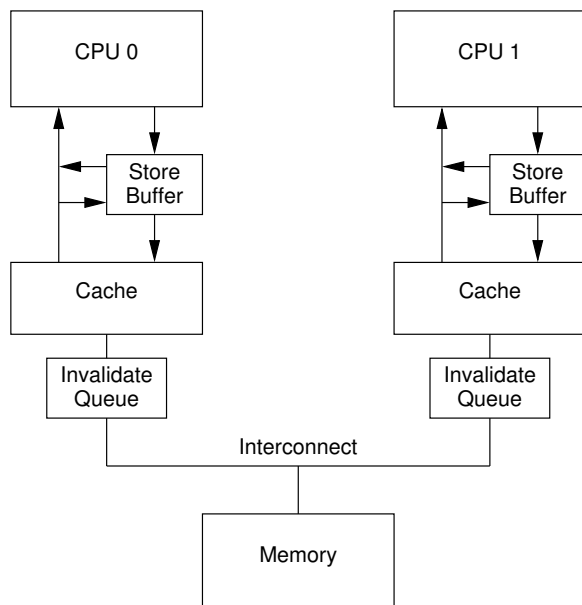 CPU 0
CPU 1
Store
Buffer
Store
Buffer
Cache
Cache
Invalidate
Queue
Invalidate
Queue
Interconnect
Memory